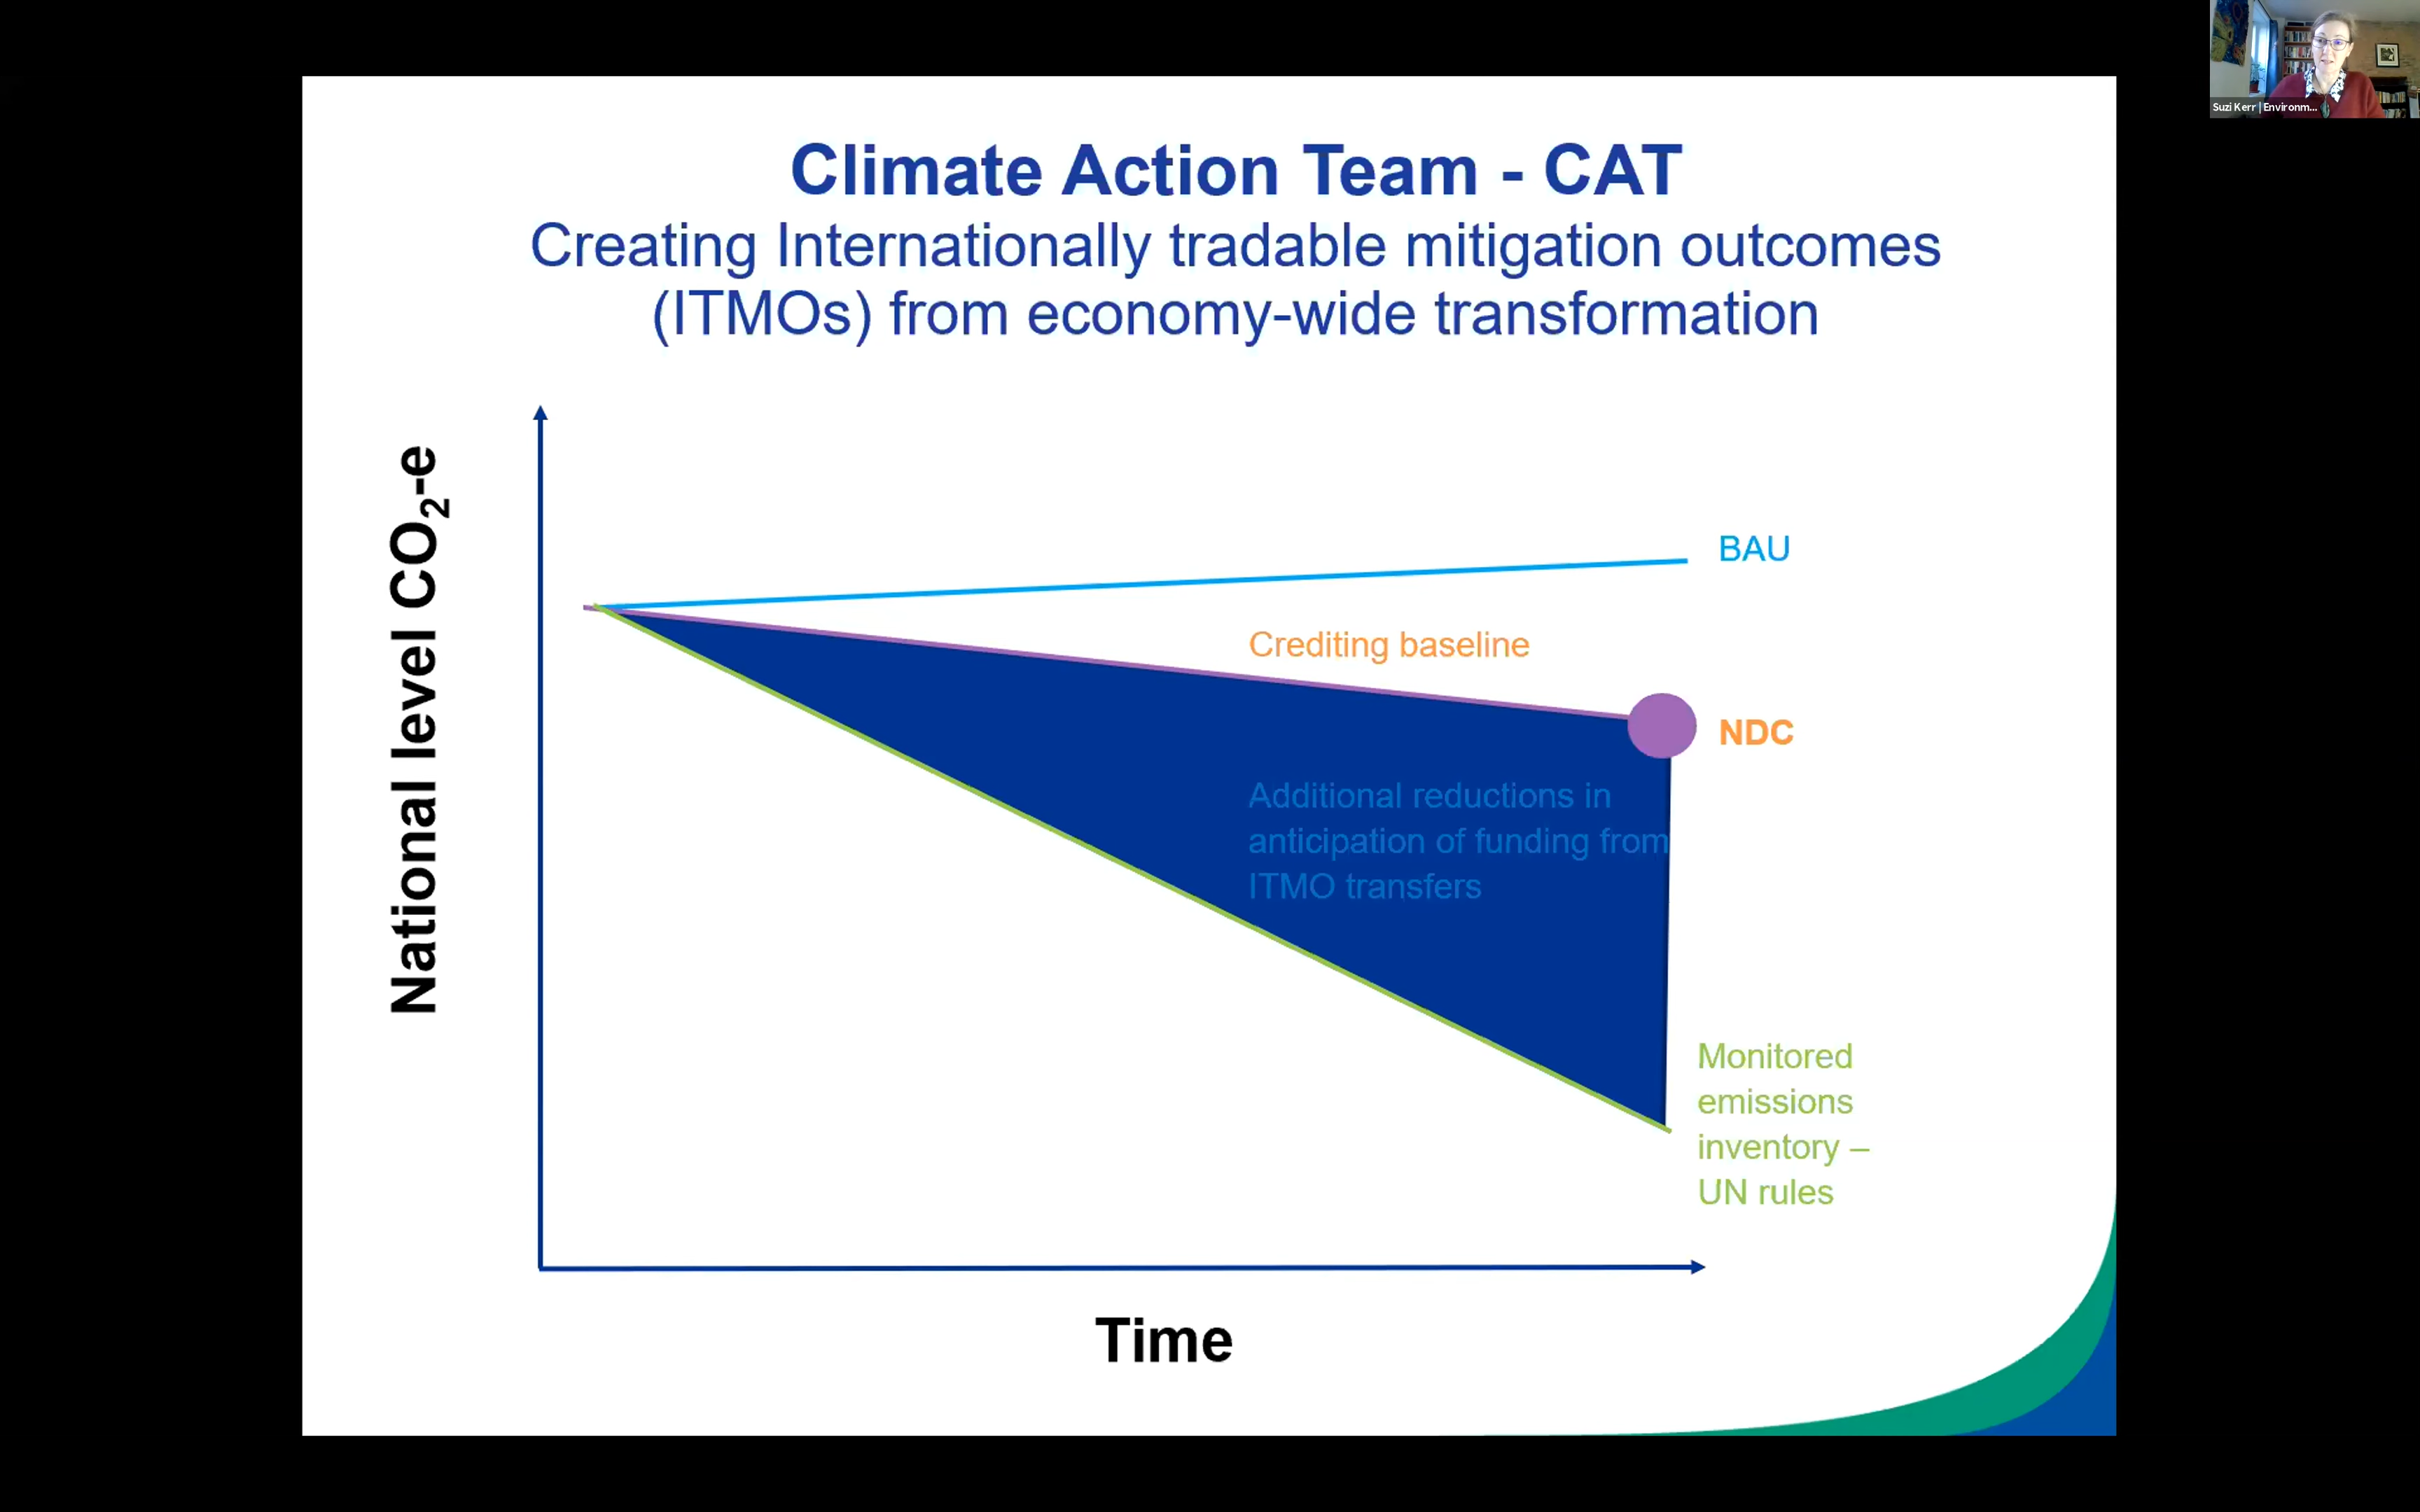 Suzi Kerr | Environm...
Climate Action Team - CAT
Creating Internationally tradable mitigation outcomes
(ITMOs) from economy-wide transformation
National level CO₂-e
BAU
Crediting baseline
NDC
Additional reductions in
anticipation of funding from
ITMO transfers
Monitored
emissions
inventory –
UN rules
Time